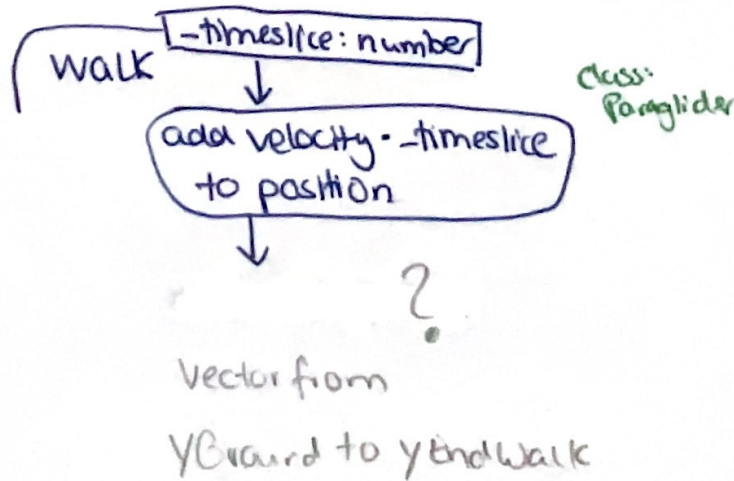 _timeslice: number
walk
class:
Paraglider
add velocity · _timeslice
to position
?
vector from
yGround to yEndWalk